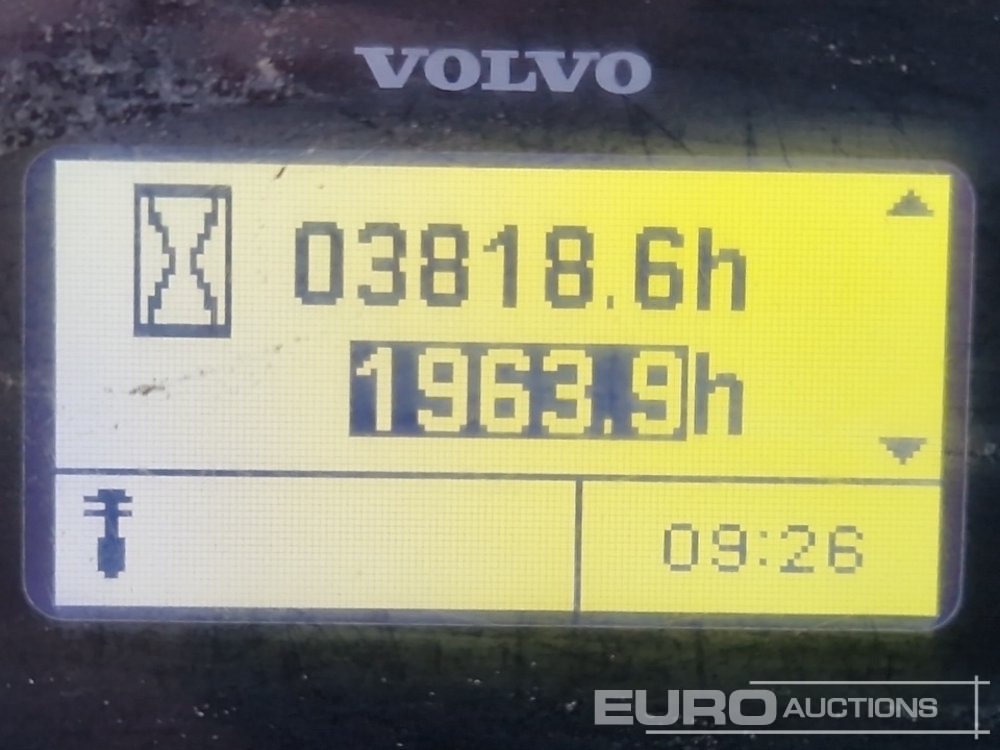 VOLVO
03818.6h
1963.9h
09:26
EURO AUCTIONS